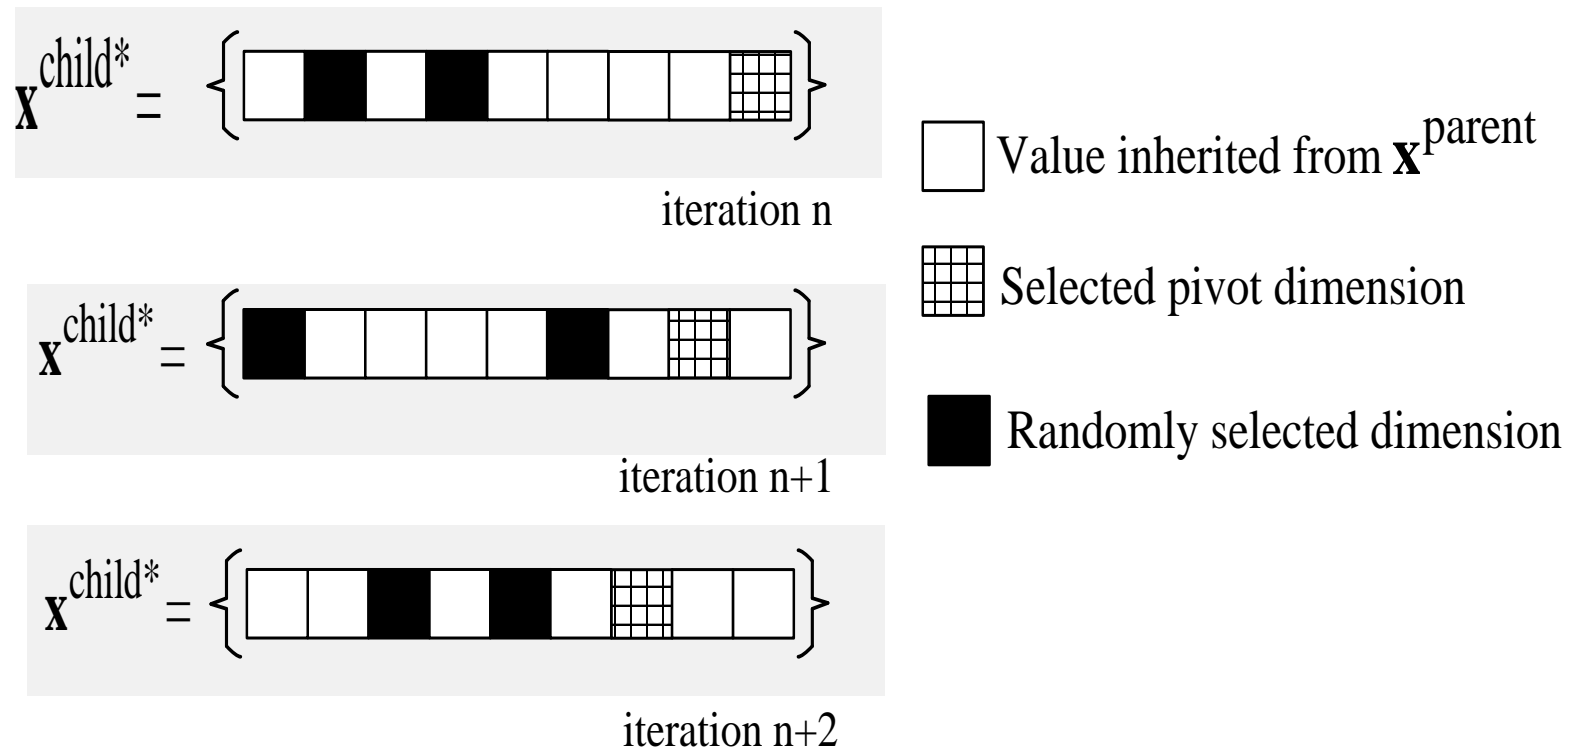 x^child* =
iteration n
x^child* =
iteration n+1
x^child* =
iteration n+2
Value inherited from x^parent
Selected pivot dimension
Randomly selected dimension